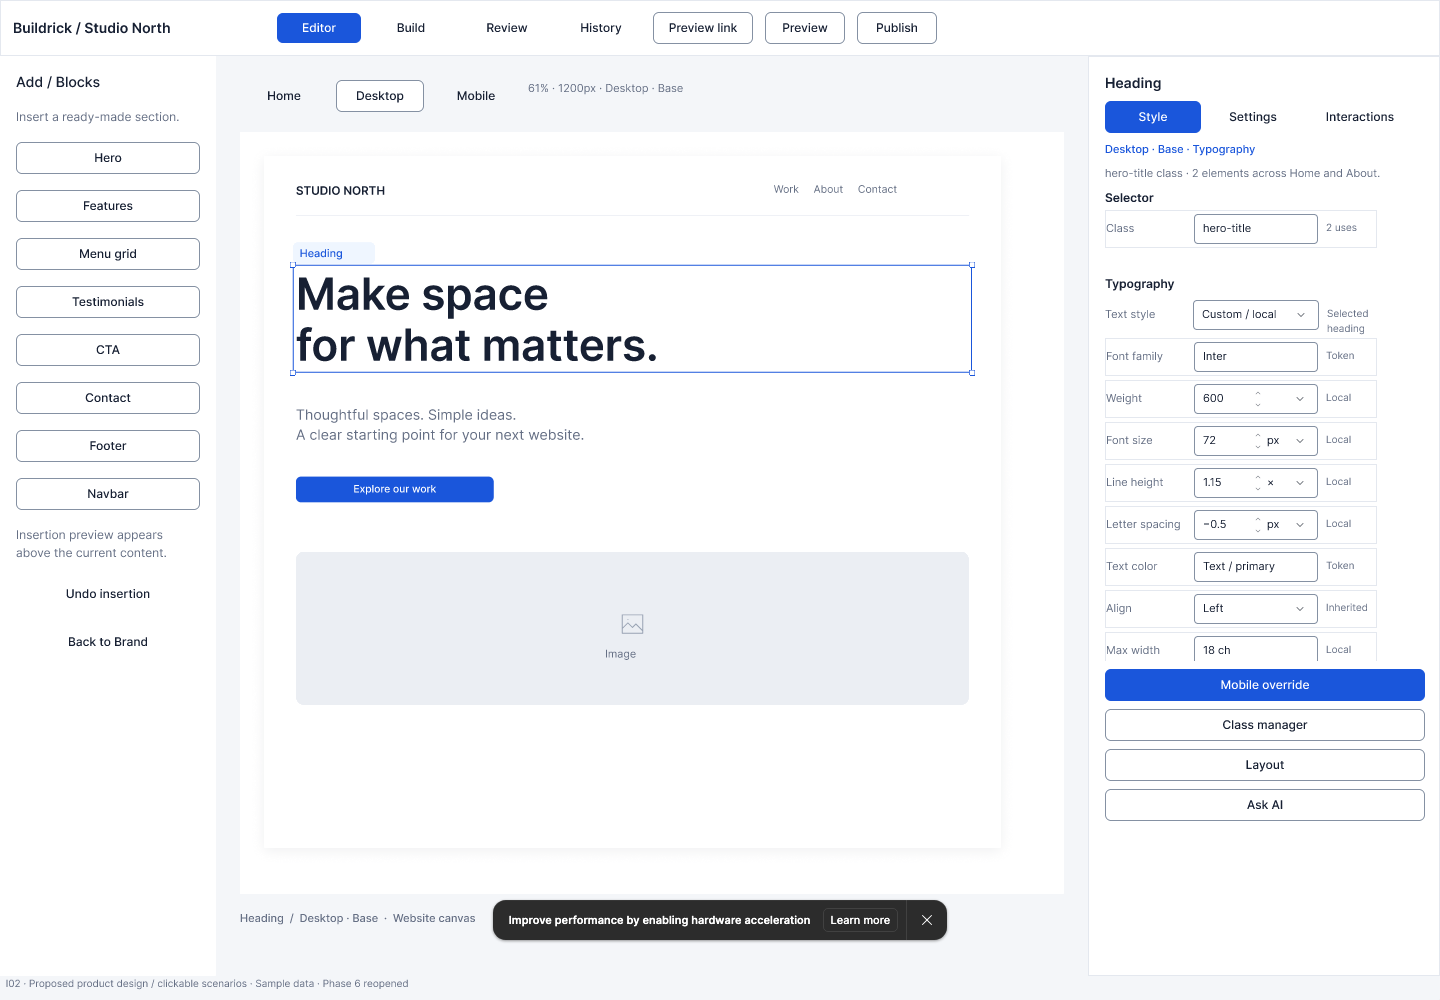 Buildrick / Studio North
Editor
Build
Review
History
Preview link
Preview
Publish
Add / Blocks
Insert a ready-made section.
Hero
Features
Menu grid
Testimonials
CTA
Contact
Footer
Navbar
Insertion preview appears
above the current content.
Undo insertion
Back to Brand
Home
Desktop
Mobile
61% · 1200px · Desktop · Base
STUDIO NORTH
Work
About
Contact
Heading
Make space
for what matters.
Thoughtful spaces. Simple ideas.
A clear starting point for your next website.
Explore our work
Image
Heading / Desktop · Base · Website canvas
Improve performance by enabling hardware acceleration
Learn more
Heading
Style
Settings
Interactions
Desktop · Base · Typography
hero-title class · 2 elements across Home and About.
Selector
Class
hero-title
2 uses
Typography
Text style
Custom / local
Selected
heading
Font family
Inter
Token
Weight
600
Local
Font size
72
px
Local
Line height
1.15
×
Local
Letter spacing
−0.5
px
Local
Text color
Text / primary
Token
Align
Left
Inherited
Max width
18 ch
Local
Mobile override
Class manager
Layout
Ask AI
I02 · Proposed product design / clickable scenarios · Sample data · Phase 6 reopened